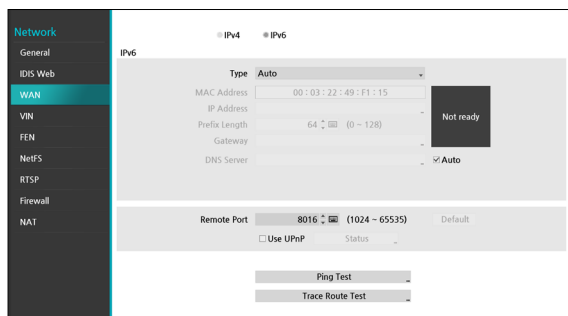 Network
General
IDIS Web
WAN
VIN
FEN
NetFS
RTSP
Firewall
NAT
IPv4 IPv6
IPv6
Type Auto
MAC Address 00 : 03 : 22 : 49 : F1 : 15
IP Address
Prefix Length 64 (0 ~ 128)
Gateway
DNS Server
Not ready
Auto
Remote Port 8016 (1024 ~ 65535) Default
Use UPnP Status
Ping Test
Trace Route Test